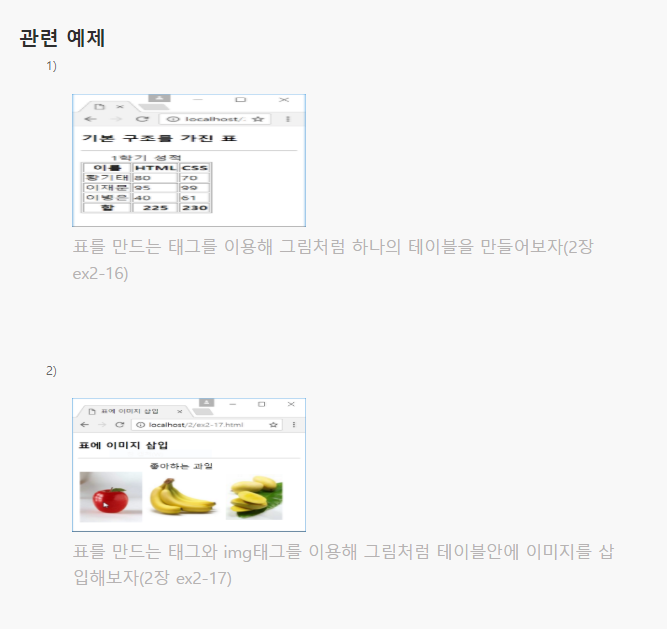 관련 예제
1)
localhost/
기본 구조를 가진 표
1학기 성적
이름 HTML CSS
황기태 80 70
이재문 95 99
이병은 40 61
합 225 230
표를 만드는 태그를 이용해 그림처럼 하나의 테이블을 만들어보자(2장
ex2-16)
2)
표에 이미지 삽입
localhost/2/ex2-17.html
표에 이미지 삽입
좋아하는 과일
표를 만드는 태그와 img태그를 이용해 그림처럼 테이블안에 이미지를 삽
입해보자(2장 ex2-17)